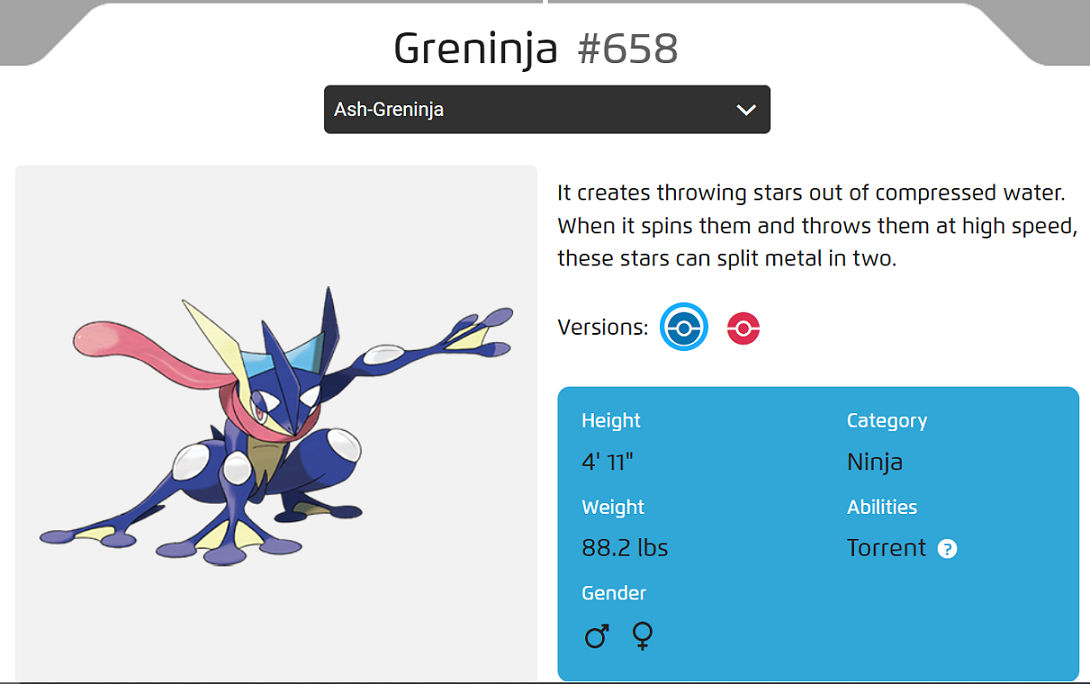 Greninja #658
Ash-Greninja
It creates throwing stars out of compressed water.
When it spins them and throws them at high speed,
these stars can split metal in two.
Versions:
Height
4' 11"
Category
Ninja
Weight
88.2 lbs
Abilities
Torrent ?
Gender
♂ ♀